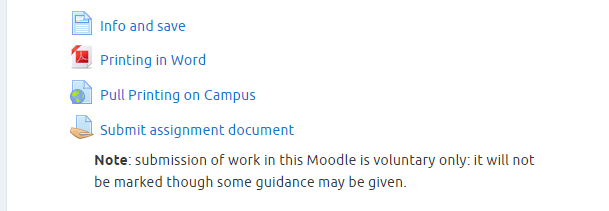 Info and save
Printing in Word
Pull Printing on Campus
Submit assignment document
Note: submission of work in this Moodle is voluntary only: it will not
be marked though some guidance may be given.